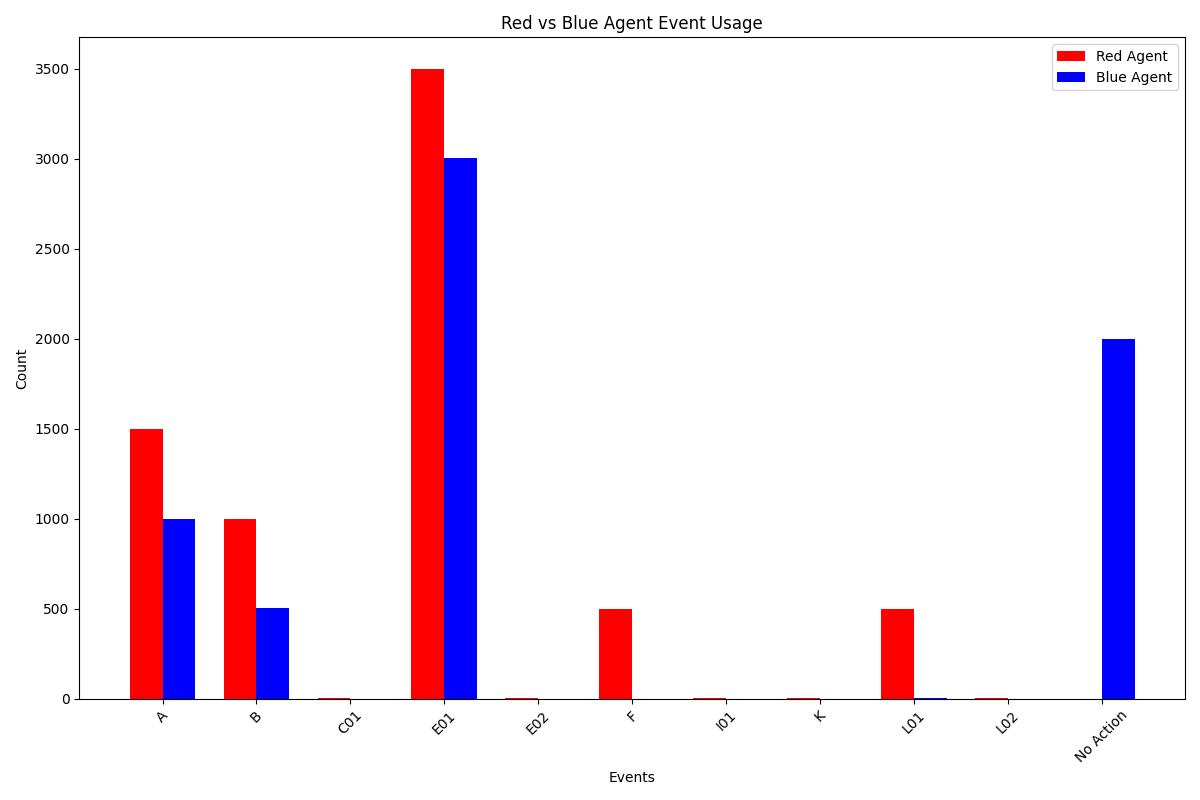 Red vs Blue Agent Event Usage
Red Agent
Blue Agent
3500
3000
2500
2000
1500
1000
500
0
Count
A
B
C01
E01
E02
F
I01
K
L01
L02
No Action
Events